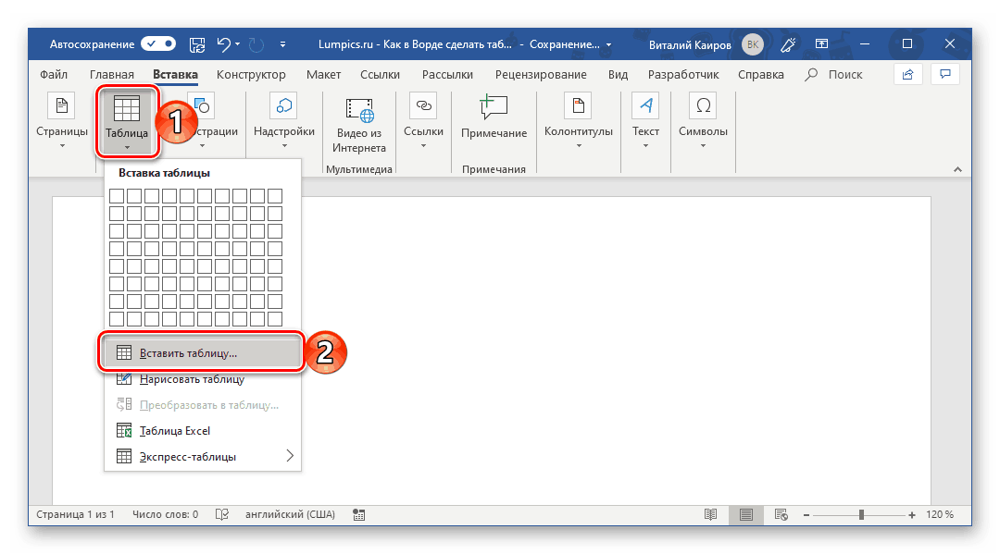 Автосохранение
Lumpics.ru - Как в Ворде сделать таб... - Сохранение...
Виталий Каиров ВК
Файл Главная Вставка Конструктор Макет Ссылки Рассылки Рецензирование Вид Разработчик Справка Поиск
Страницы
Таблица
1
страции
Надстройки
Видео из
Интернета
Мультимедиа
Ссылки
Примечание
Примечания
Колонтитулы
Текст
Символы
Вставка таблицы
Вставить таблицу...
2
Нарисовать таблицу
Преобразовать в таблицу...
Таблица Excel
Экспресс-таблицы
Страница 1 из 1 Число слов: 0 английский (США) 120 %